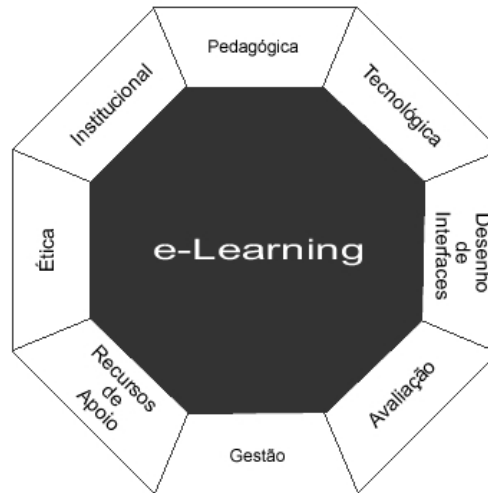 Pedagógica
Tecnológica
Desenho
de
Interfaces
Avaliação
Gestão
Recursos
de
Apoio
Ética
Institucional
e-Learning